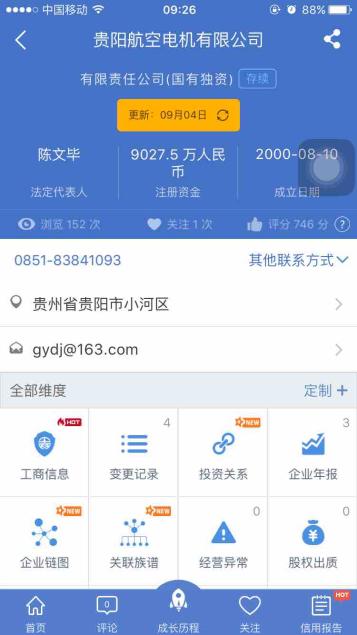 中国移动 09:26 88%
贵阳航空电机有限公司
有限责任公司(国有独资) 存续
更新：09月04日
陈文毕 9027.5 万人民币 2000-08-10
法定代表人 注册资金 成立日期
浏览 152 次 关注 1 次 评分 746 分 ?
0851-83841093 其他联系方式
贵州省贵阳市小河区
gydj@163.com
全部维度 定制 +
HOT 4 NEW 3
工商信息 变更记录 投资关系 企业年报
NEW NEW 0 0
企业链图 关联族谱 经营异常 股权出质
0 HOT
首页 评论 成长历程 关注 信用报告